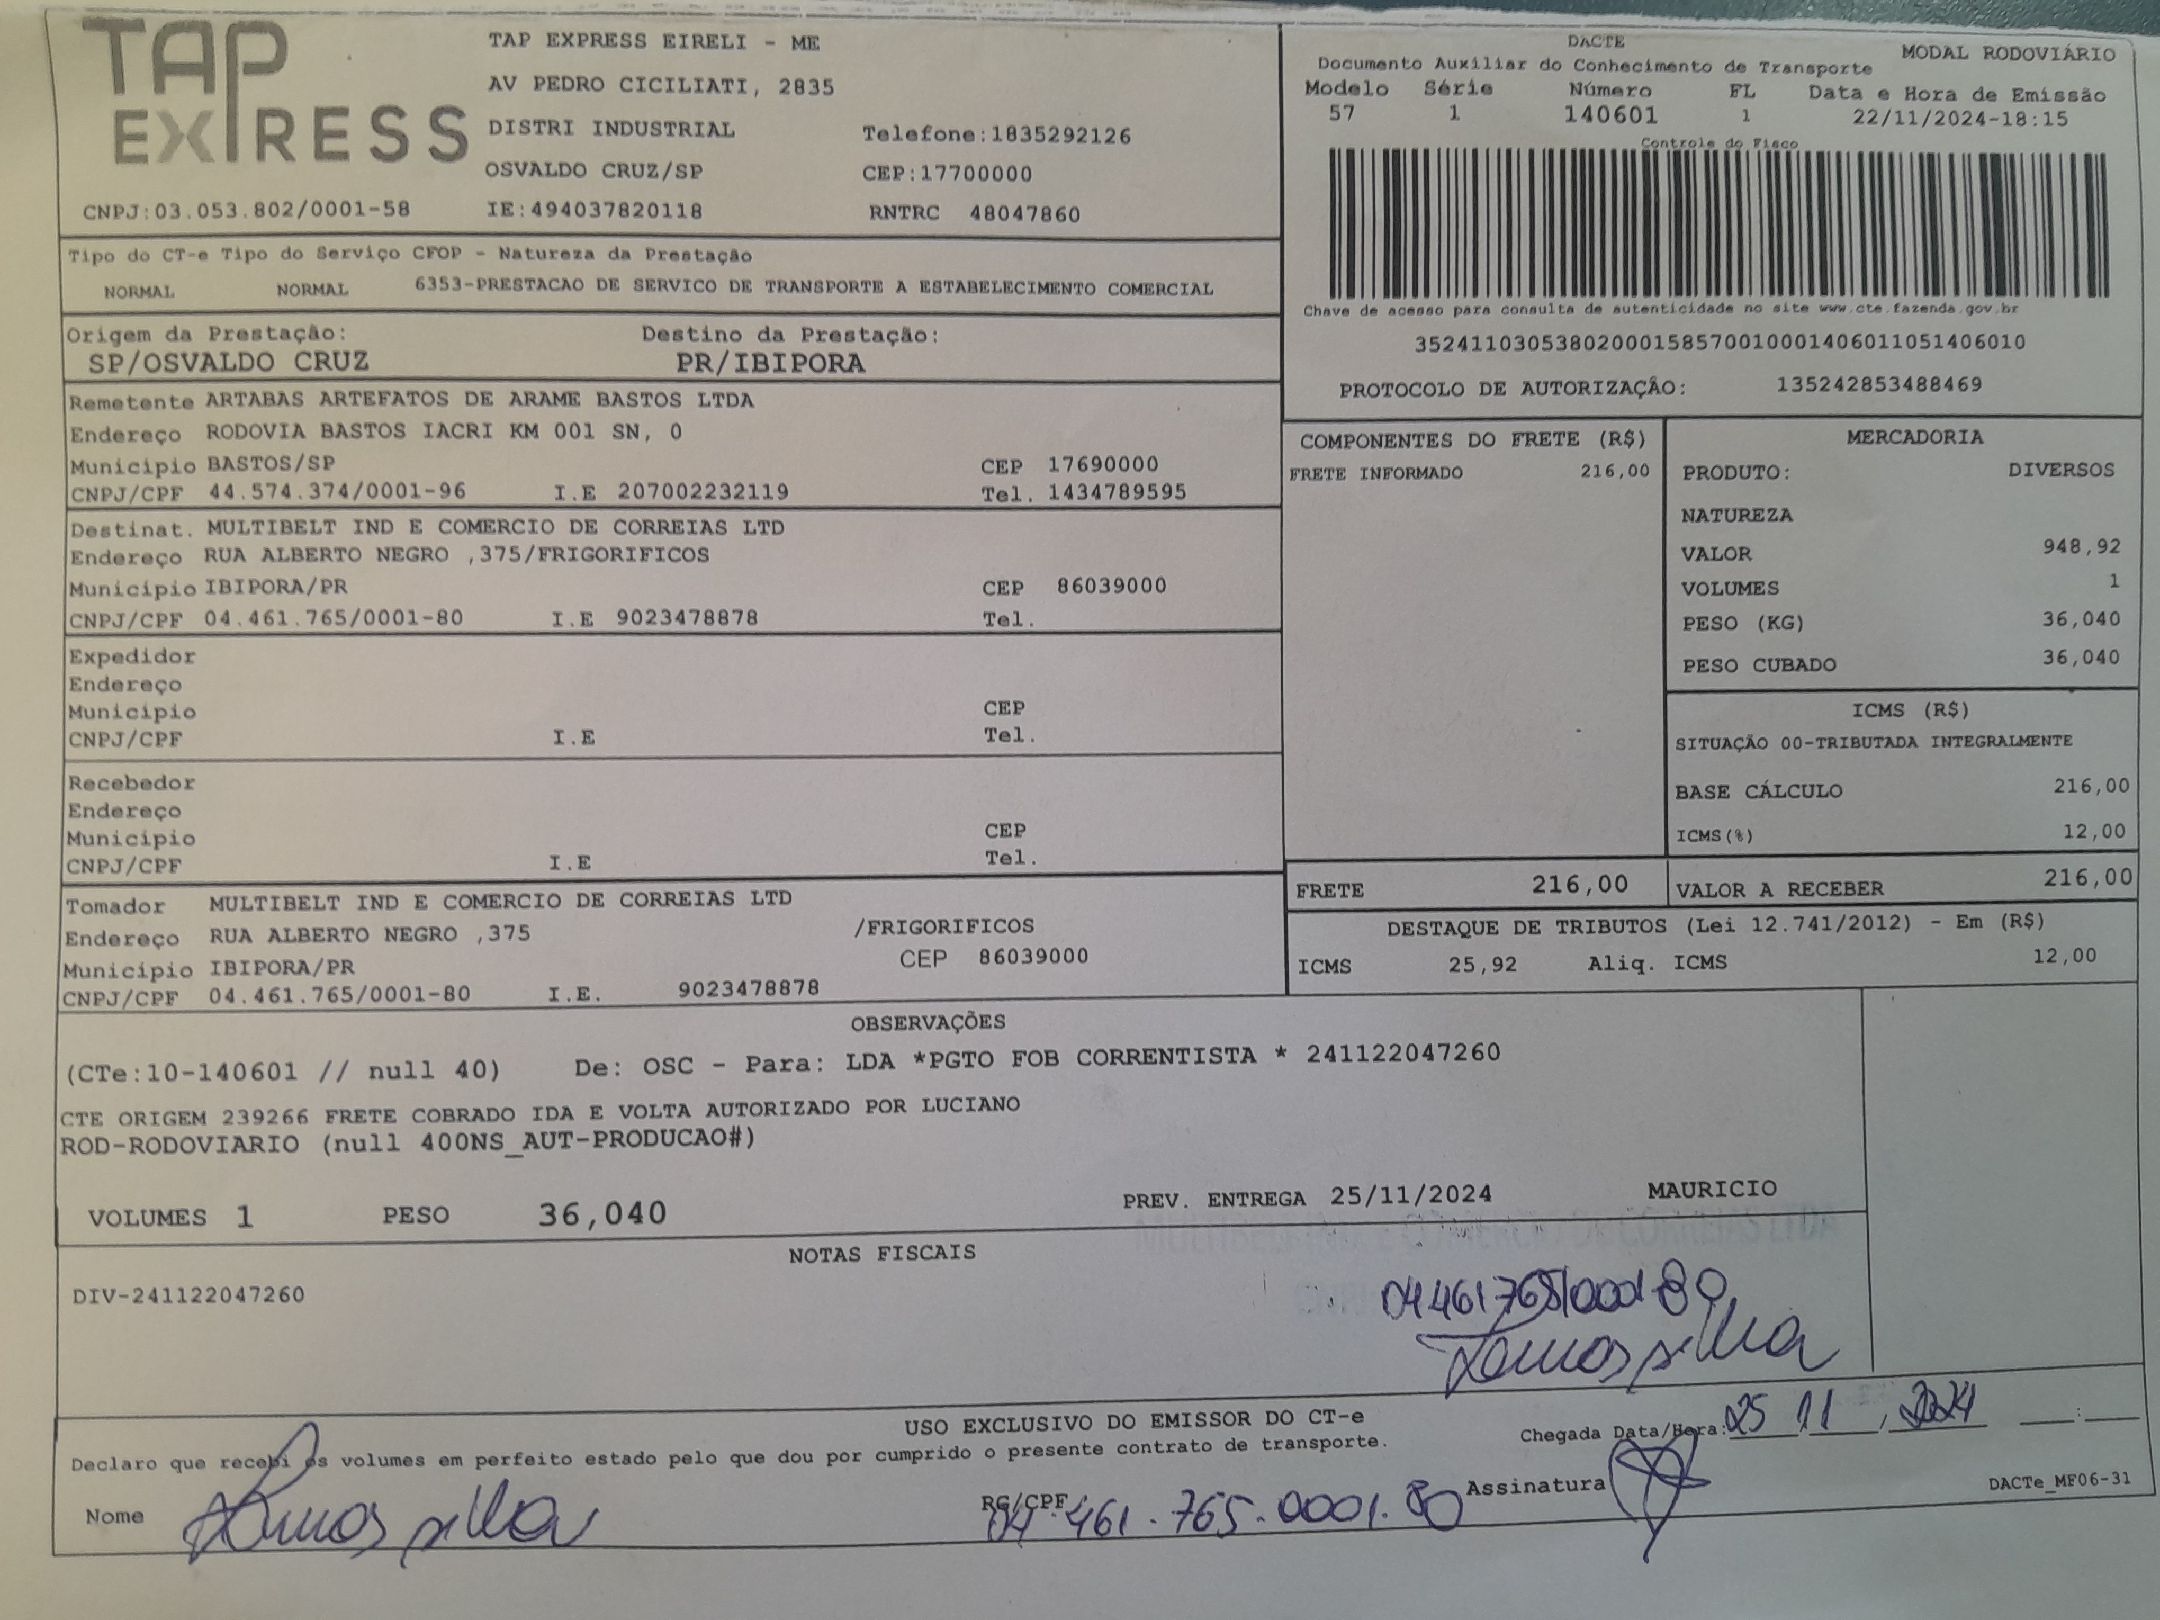 TAP EXPRESS
TAP EXPRESS EIRELI - ME
AV PEDRO CICILIATI, 2835
DISTRI INDUSTRIAL Telefone:1835292126
OSVALDO CRUZ/SP CEP:17700000
CNPJ:03.053.802/0001-58 IE:494037820118 RNTRC 48047860
DACTE MODAL RODOVIÁRIO
Documento Auxiliar do Conhecimento de Transporte
Modelo Série Número FL Data e Hora de Emissão
57 1 140601 1 22/11/2024-18:15
Controle do Fisco
Chave de acesso para consulta de autenticidade no site www.cte.fazenda.gov.br
35241103053802000158570010001406011051406010
PROTOCOLO DE AUTORIZAÇÃO: 135242853488469
Tipo do CT-e Tipo do Serviço CFOP - Natureza da Prestação
NORMAL NORMAL 6353-PRESTACAO DE SERVICO DE TRANSPORTE A ESTABELECIMENTO COMERCIAL
Origem da Prestação: Destino da Prestação:
SP/OSVALDO CRUZ PR/IBIPORA
Remetente ARTABAS ARTEFATOS DE ARAME BASTOS LTDA
Endereço RODOVIA BASTOS IACRI KM 001 SN, 0
Município BASTOS/SP CEP 17690000
CNPJ/CPF 44.574.374/0001-96 I.E 207002232119 Tel. 1434789595
Destinat. MULTIBELT IND E COMERCIO DE CORREIAS LTD
Endereço RUA ALBERTO NEGRO ,375/FRIGORIFICOS
Município IBIPORA/PR CEP 86039000
CNPJ/CPF 04.461.765/0001-80 I.E 9023478878 Tel.
Expedidor
Endereço
Município CEP
CNPJ/CPF I.E Tel.
Recebedor
Endereço
Município CEP
CNPJ/CPF I.E Tel.
Tomador MULTIBELT IND E COMERCIO DE CORREIAS LTD
Endereço RUA ALBERTO NEGRO ,375 /FRIGORIFICOS
Município IBIPORA/PR CEP 86039000
CNPJ/CPF 04.461.765/0001-80 I.E. 9023478878
COMPONENTES DO FRETE (R$)
FRETE INFORMADO 216,00
MERCADORIA
PRODUTO: DIVERSOS
NATUREZA
VALOR 948,92
VOLUMES 1
PESO (KG) 36,040
PESO CUBADO 36,040
ICMS (R$)
SITUAÇÃO 00-TRIBUTADA INTEGRALMENTE
BASE CÁLCULO 216,00
ICMS(%) 12,00
FRETE 216,00 VALOR A RECEBER 216,00
DESTAQUE DE TRIBUTOS (Lei 12.741/2012) - Em (R$)
ICMS 25,92 Aliq. ICMS 12,00
OBSERVAÇÕES
(CTe:10-140601 // null 40) De: OSC - Para: LDA *PGTO FOB CORRENTISTA * 241122047260
CTE ORIGEM 239266 FRETE COBRADO IDA E VOLTA AUTORIZADO POR LUCIANO
ROD-RODOVIARIO (null 400NS_AUT-PRODUCAO#)
VOLUMES 1 PESO 36,040 PREV. ENTREGA 25/11/2024 MAURICIO
NOTAS FISCAIS
DIV-241122047260
04461765/0001-80
USO EXCLUSIVO DO EMISSOR DO CT-e
Declaro que recebi os volumes em perfeito estado pelo que dou por cumprido o presente contrato de transporte.
Chegada Data/Hora: 25 11 , 2024 __:__
Nome RG/CPF 04.461.765.0001.80 Assinatura
DACTe_MF06-31